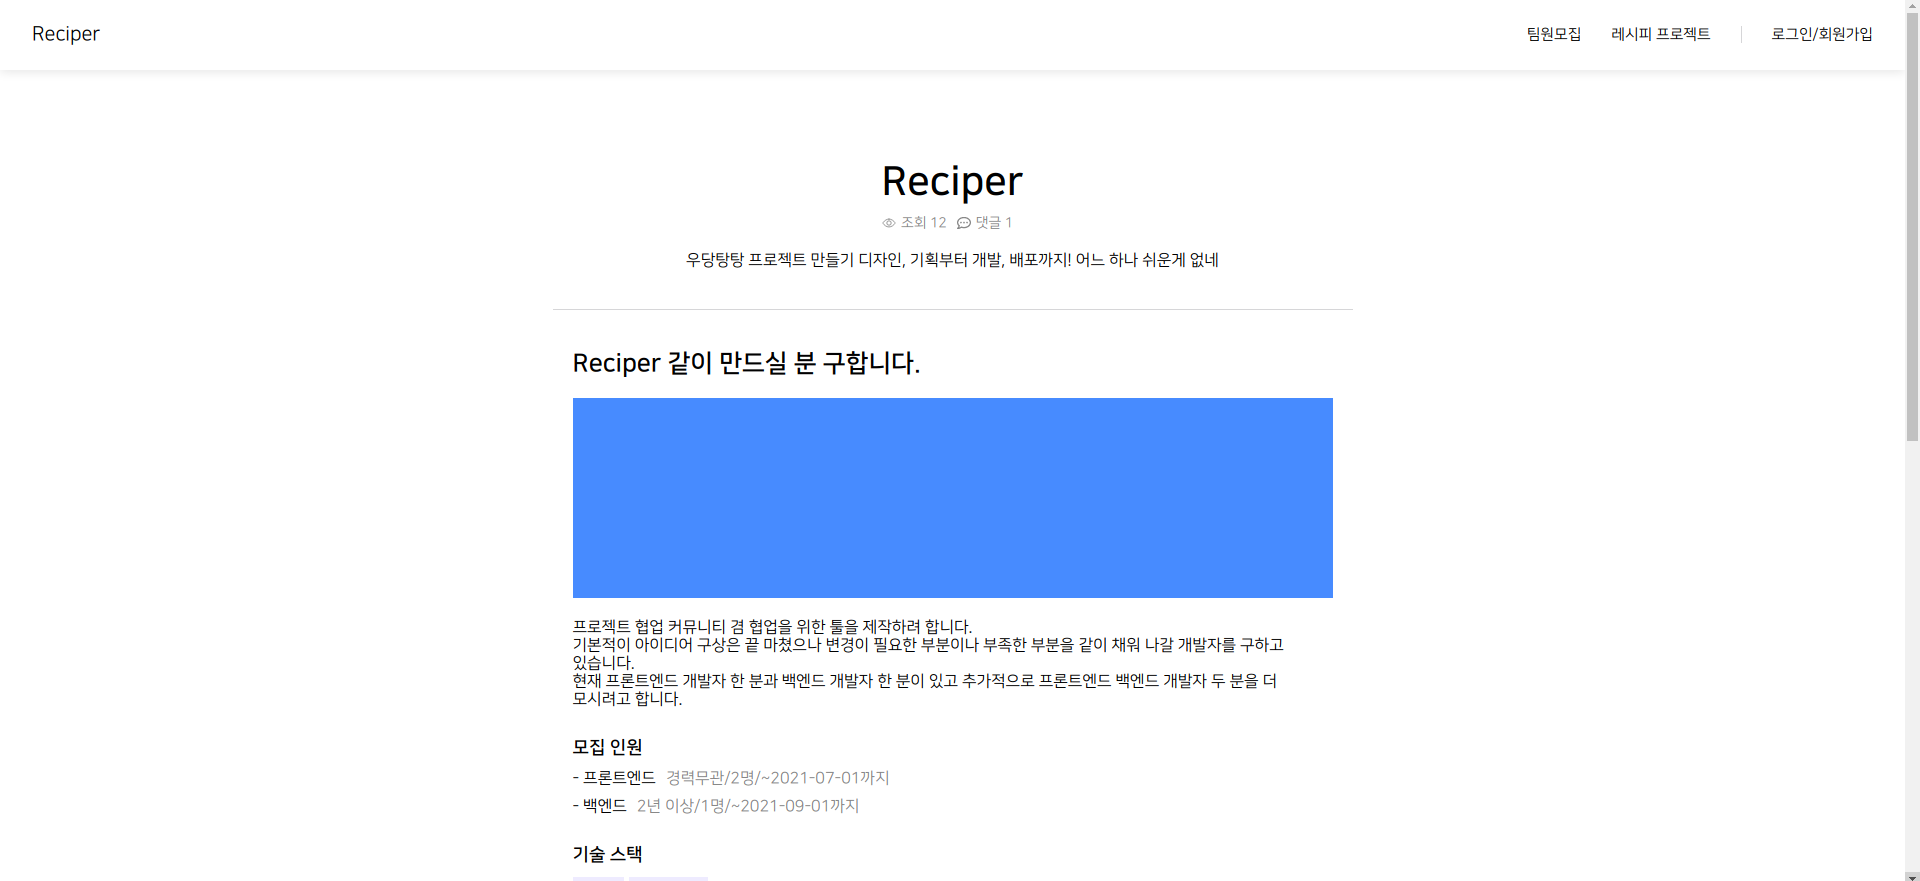 Reciper
팀원모집 레시피 프로젝트 로그인/회원가입
Reciper
조회 12 댓글 1
우당탕탕 프로젝트 만들기 디자인, 기획부터 개발, 배포까지! 어느 하나 쉬운게 없네
Reciper 같이 만드실 분 구합니다.
프로젝트 협업 커뮤니티 겸 협업을 위한 툴을 제작하려 합니다.
기본적이 아이디어 구상은 끝 마쳤으나 변경이 필요한 부분이나 부족한 부분을 같이 채워 나갈 개발자를 구하고
있습니다.
현재 프론트엔드 개발자 한 분과 백엔드 개발자 한 분이 있고 추가적으로 프론트엔드 백엔드 개발자 두 분을 더
모시려고 합니다.
모집 인원
- 프론트엔드 경력무관/2명/~2021-07-01까지
- 백엔드 2년 이상/1명/~2021-09-01까지
기술 스택